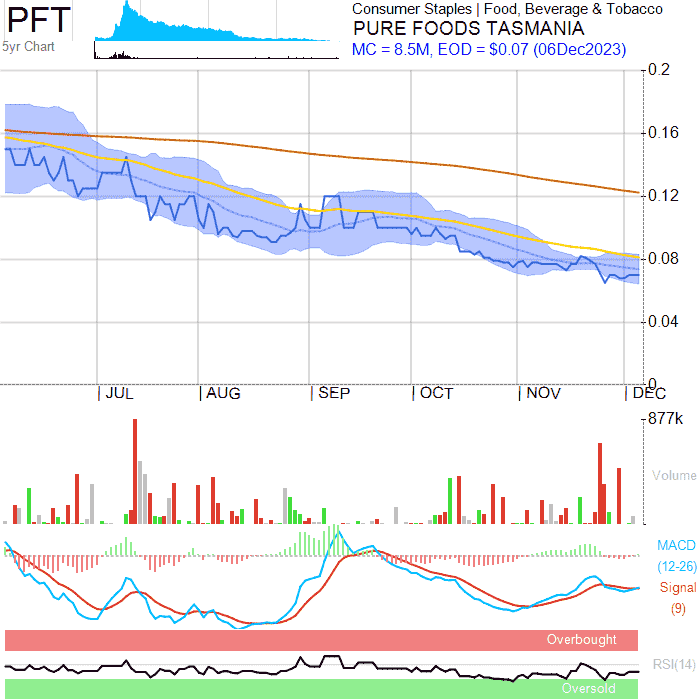 PFT
5yr Chart
Consumer Staples | Food, Beverage & Tobacco
PURE FOODS TASMANIA
MC = 8.5M, EOD = $0.07 (06Dec2023)
0.2
0.16
0.12
0.08
0.04
0
JUL AUG SEP OCT NOV DEC
877k
Volume
MACD
(12-26)
Signal
(9)
Overbought
RSI(14)
Oversold